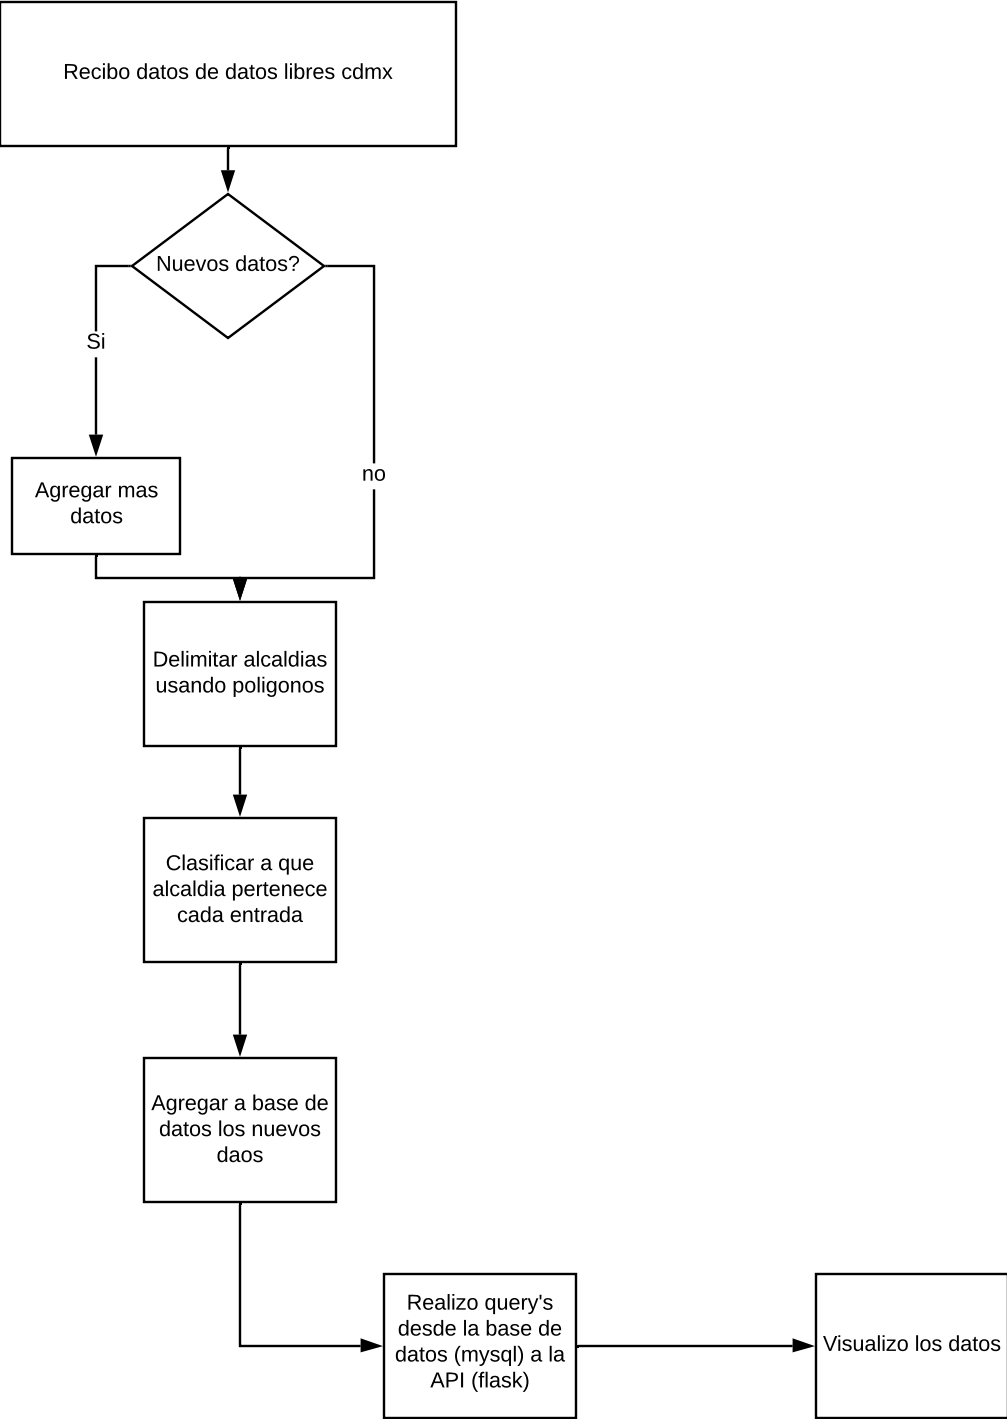 Recibo datos de datos libres cdmx
Nuevos datos?
Si
no
Agregar mas
datos
Delimitar alcaldias
usando poligonos
Clasificar a que
alcaldia pertenece
cada entrada
Agregar a base de
datos los nuevos
daos
Realizo query's
desde la base de
datos (mysql) a la
API (flask)
Visualizo los datos